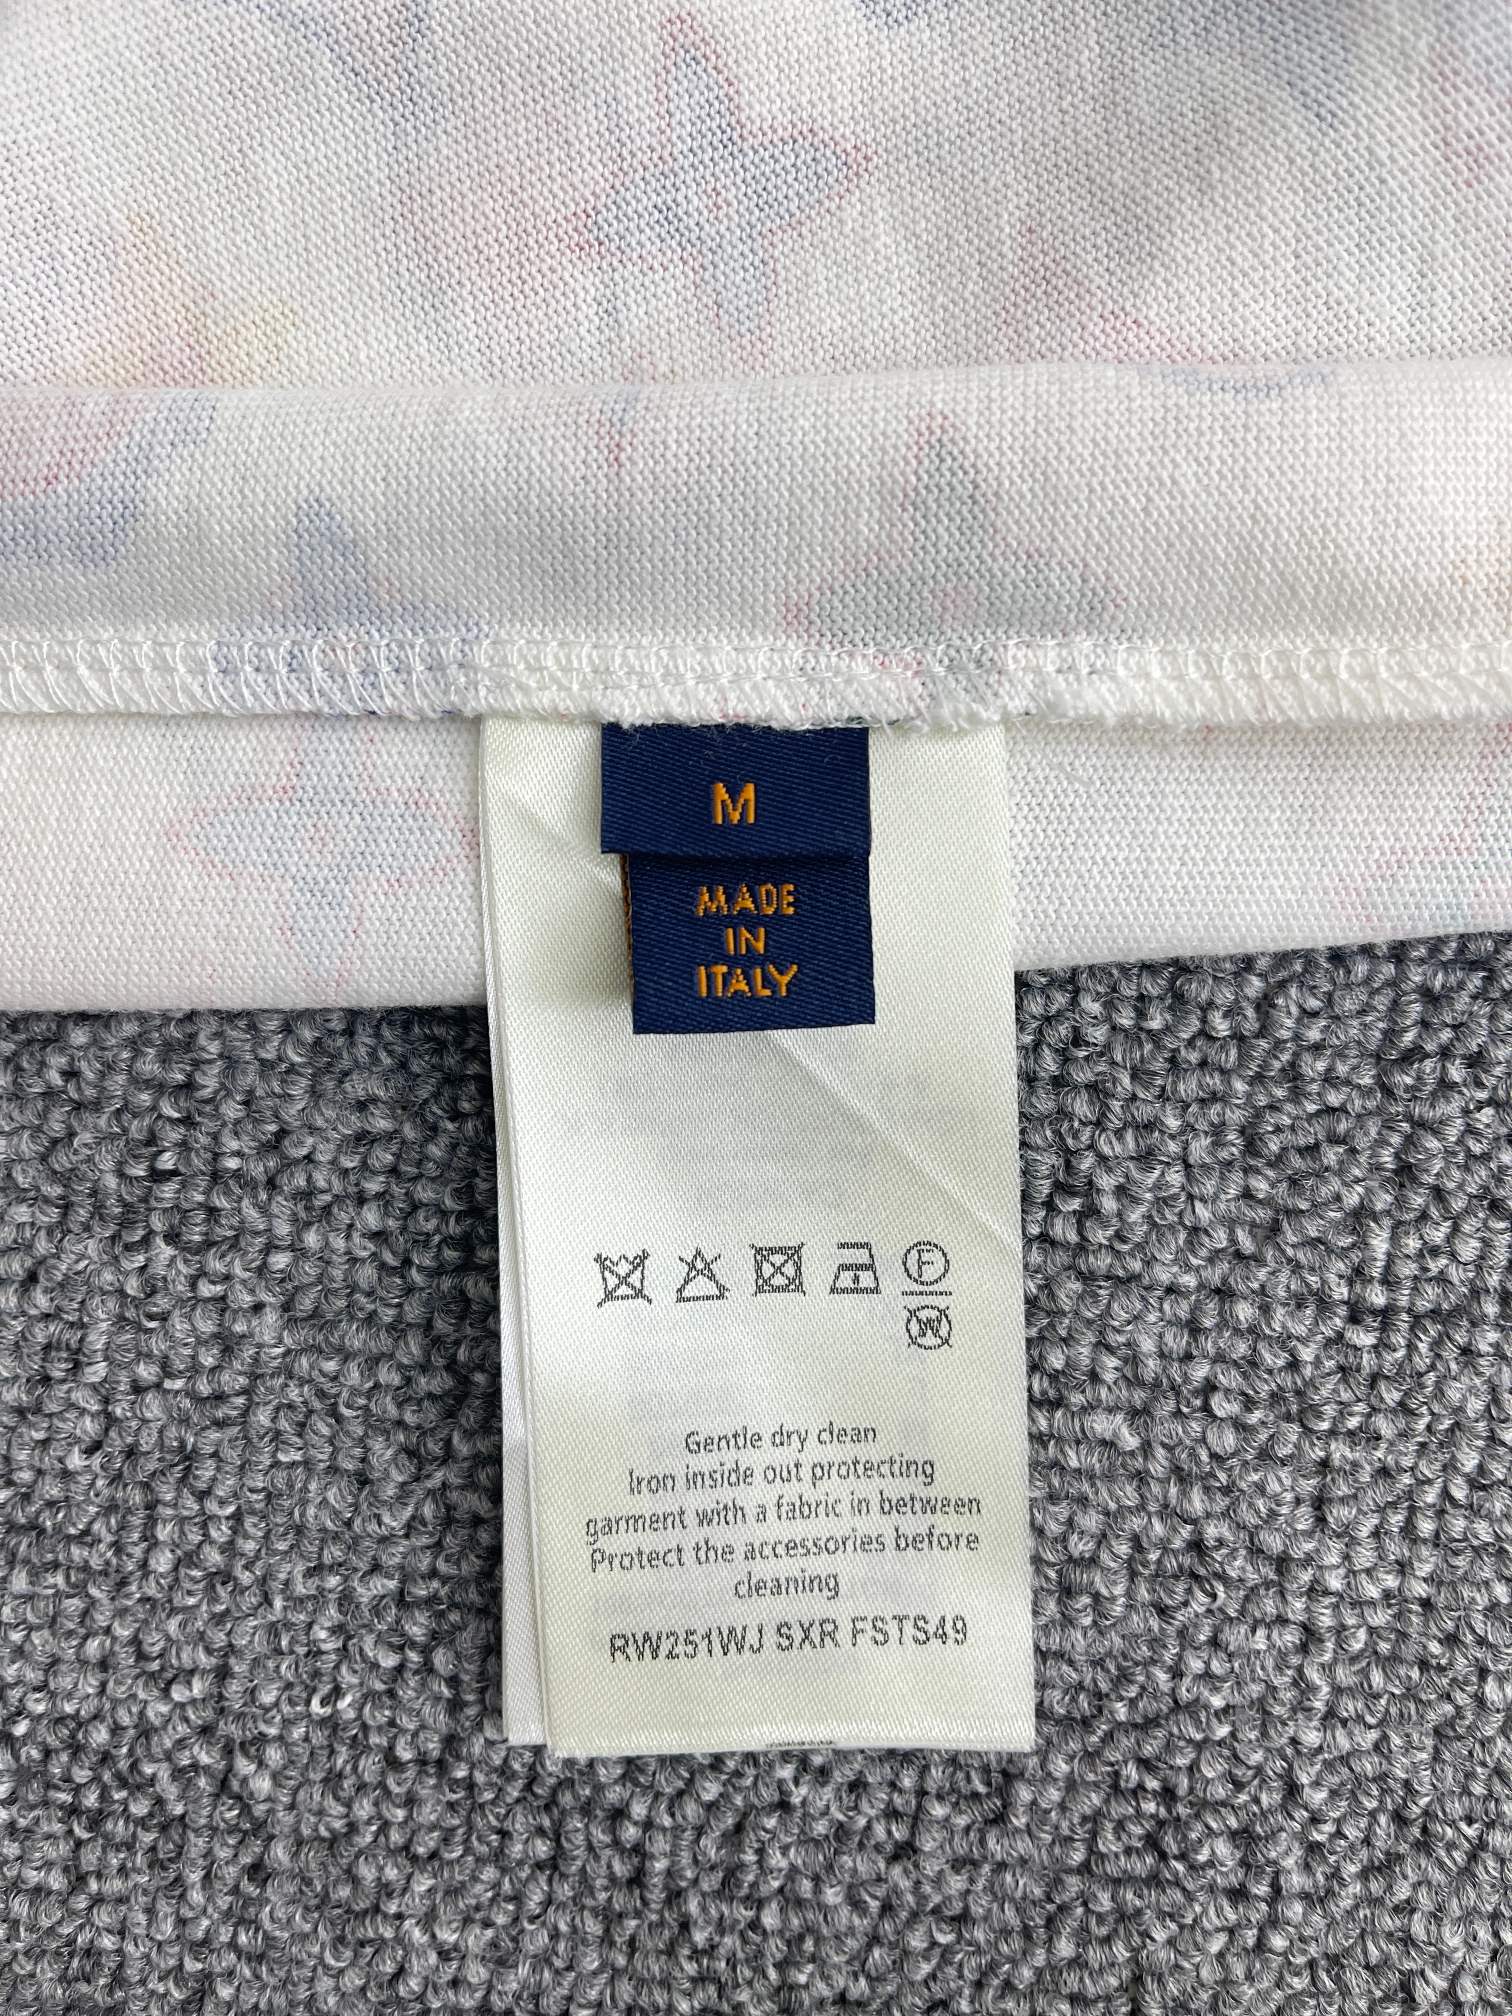 M
MADE
IN
ITALY
F
W
Gentle dry clean
Iron inside out protecting
garment with a fabric in between
Protect the accessories before
cleaning
RW251WJ SXR FSTS49